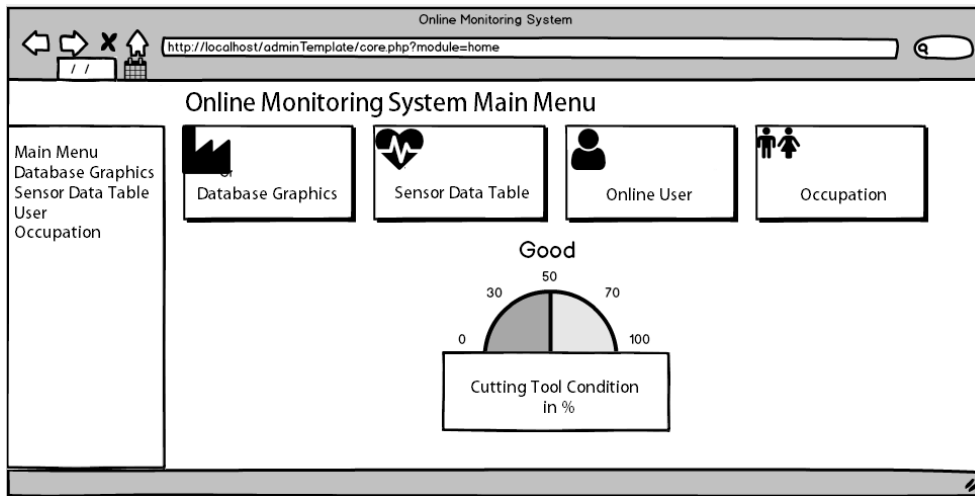 Online Monitoring System
http://localhost/adminTemplate/core.php?module=home
/ /
Online Monitoring System Main Menu
Main Menu
Database Graphics
Sensor Data Table
User
Occupation
Database Graphics
Sensor Data Table
Online User
Occupation
Good
50
30
70
0
100
Cutting Tool Condition
in %